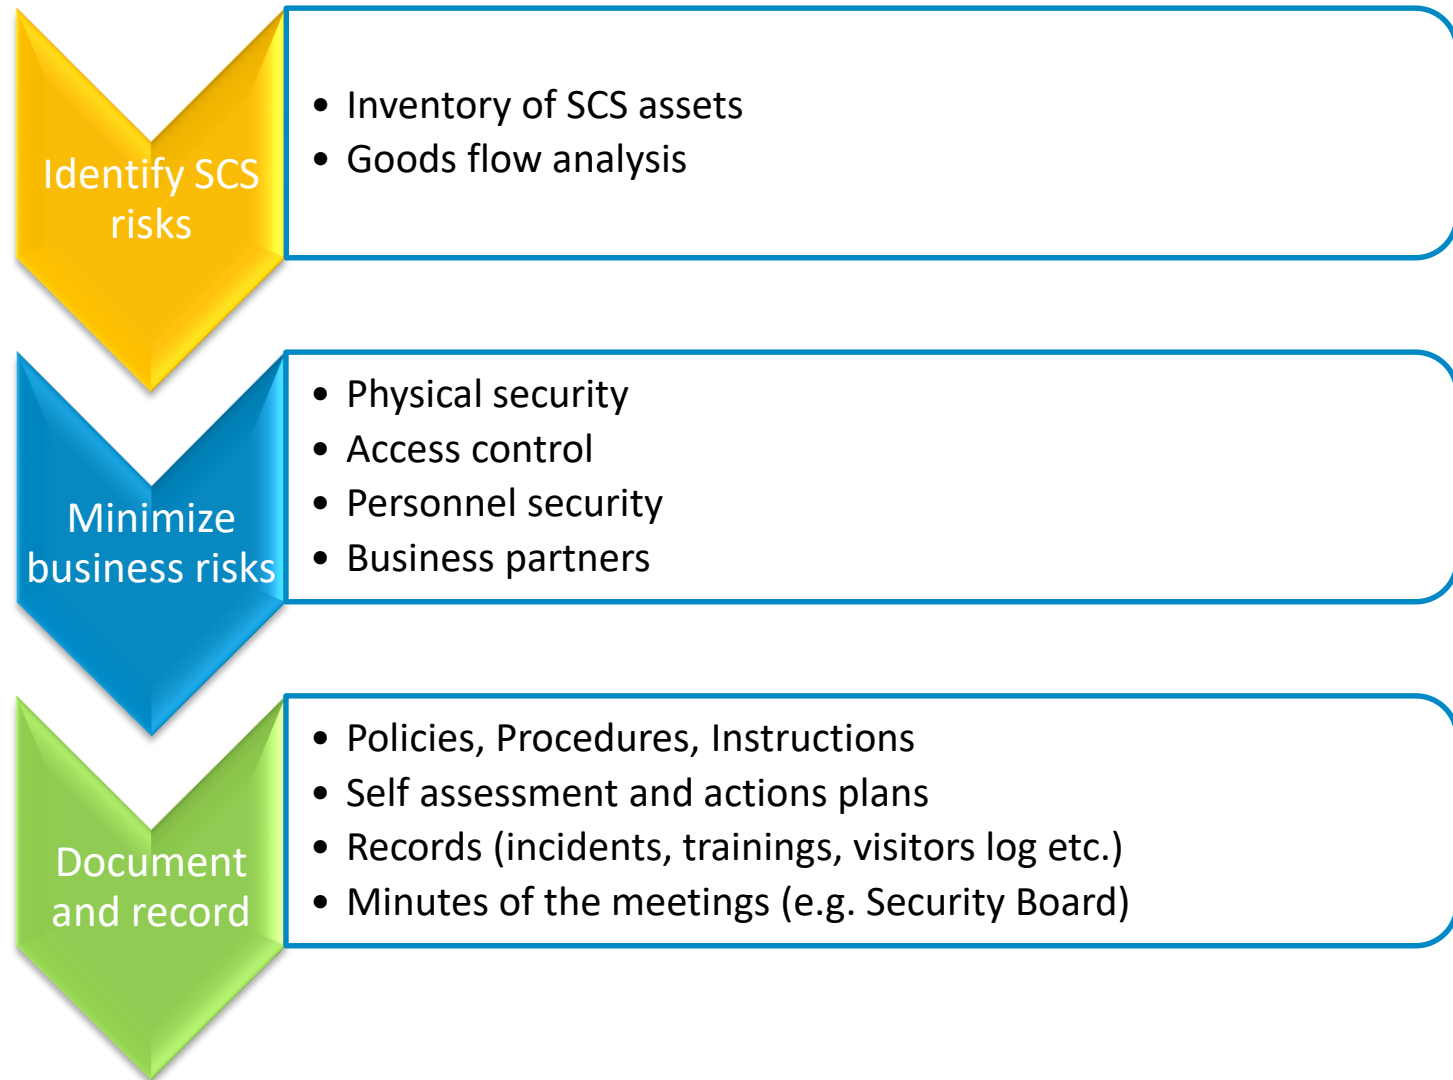 Identify SCS
risks
• Inventory of SCS assets
• Goods flow analysis
Minimize
business risks
• Physical security
• Access control
• Personnel security
• Business partners
Document
and record
• Policies, Procedures, Instructions
• Self assessment and actions plans
• Records (incidents, trainings, visitors log etc.)
• Minutes of the meetings (e.g. Security Board)